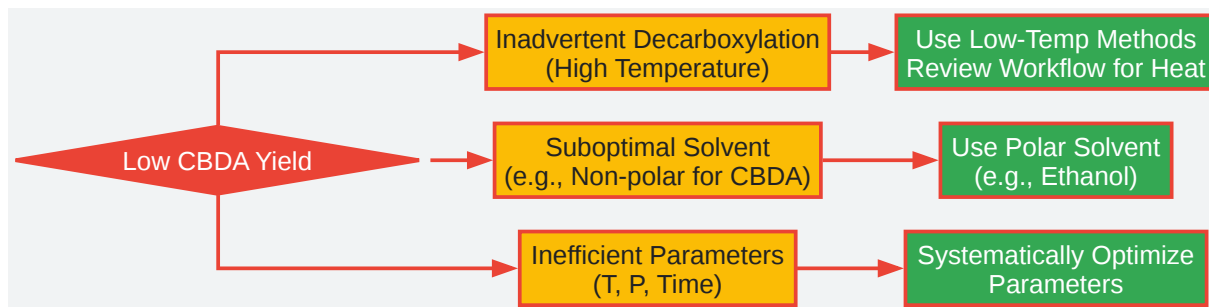 Low CBDA Yield
Inadvertent Decarboxylation
(High Temperature)
Use Low-Temp Methods
Review Workflow for Heat
Suboptimal Solvent
(e.g., Non-polar for CBDA)
Use Polar Solvent
(e.g., Ethanol)
Inefficient Parameters
(T, P, Time)
Systematically Optimize
Parameters